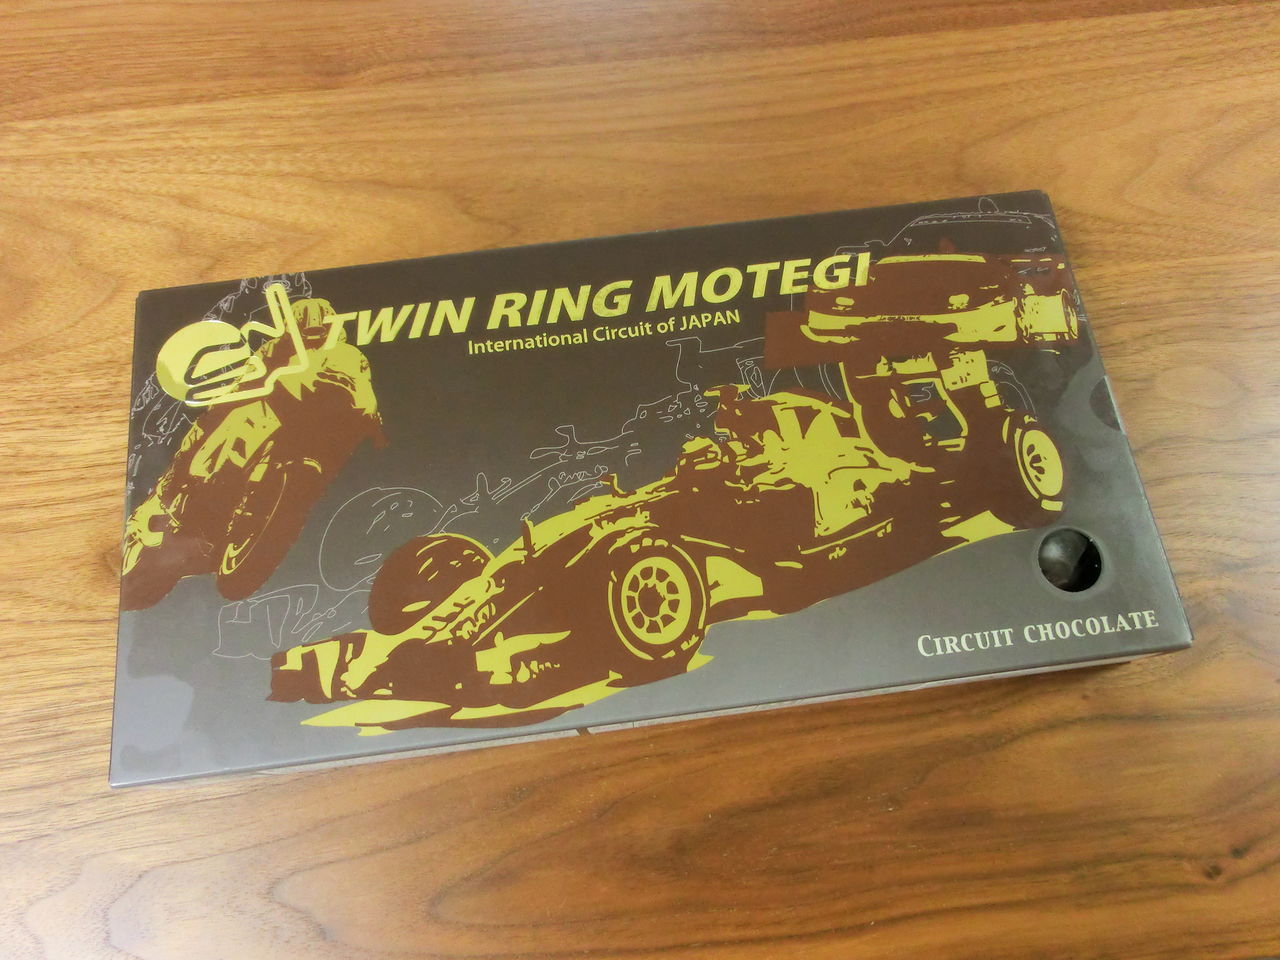 TWIN RING MOTEGI
International Circuit of JAPAN
CIRCUIT CHOCOLATE